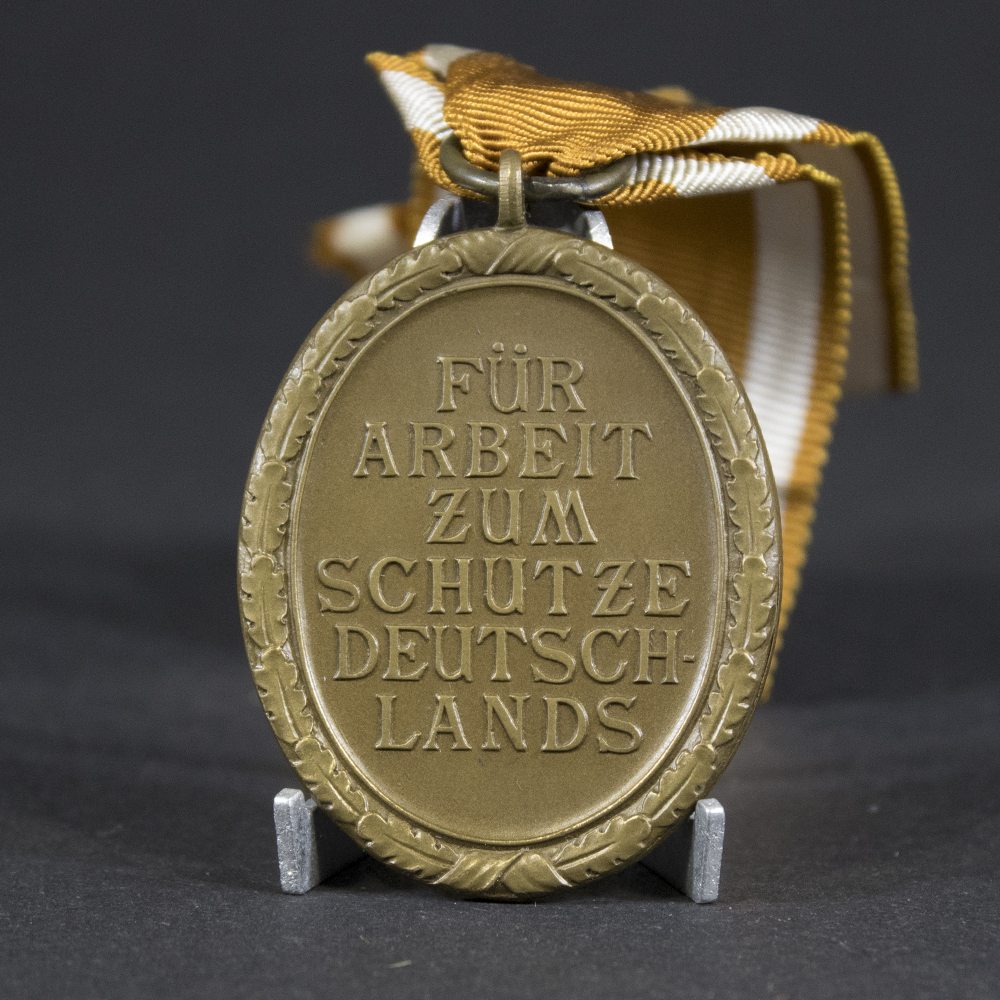 FÜR
ARBEIT
ZUM
SCHUTZE
DEUTSCH-
LANDS